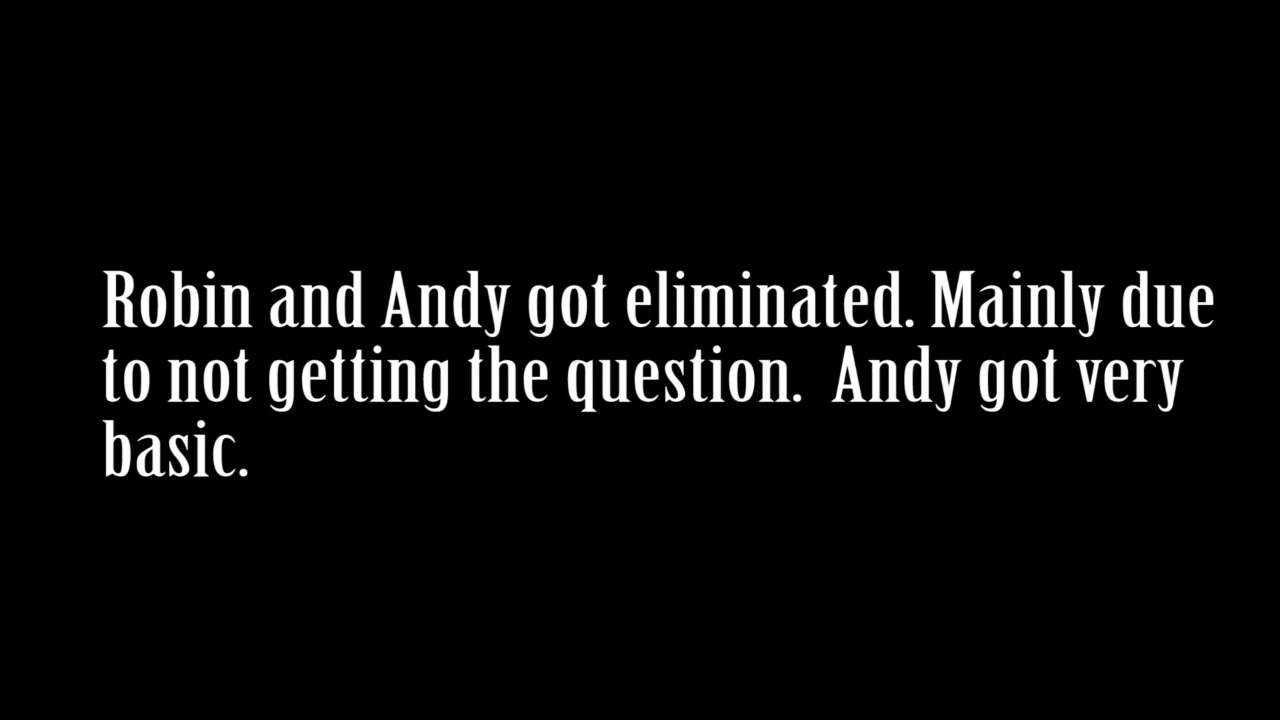 Robin and Andy got eliminated. Mainly due
to not getting the question.  Andy got very
basic.